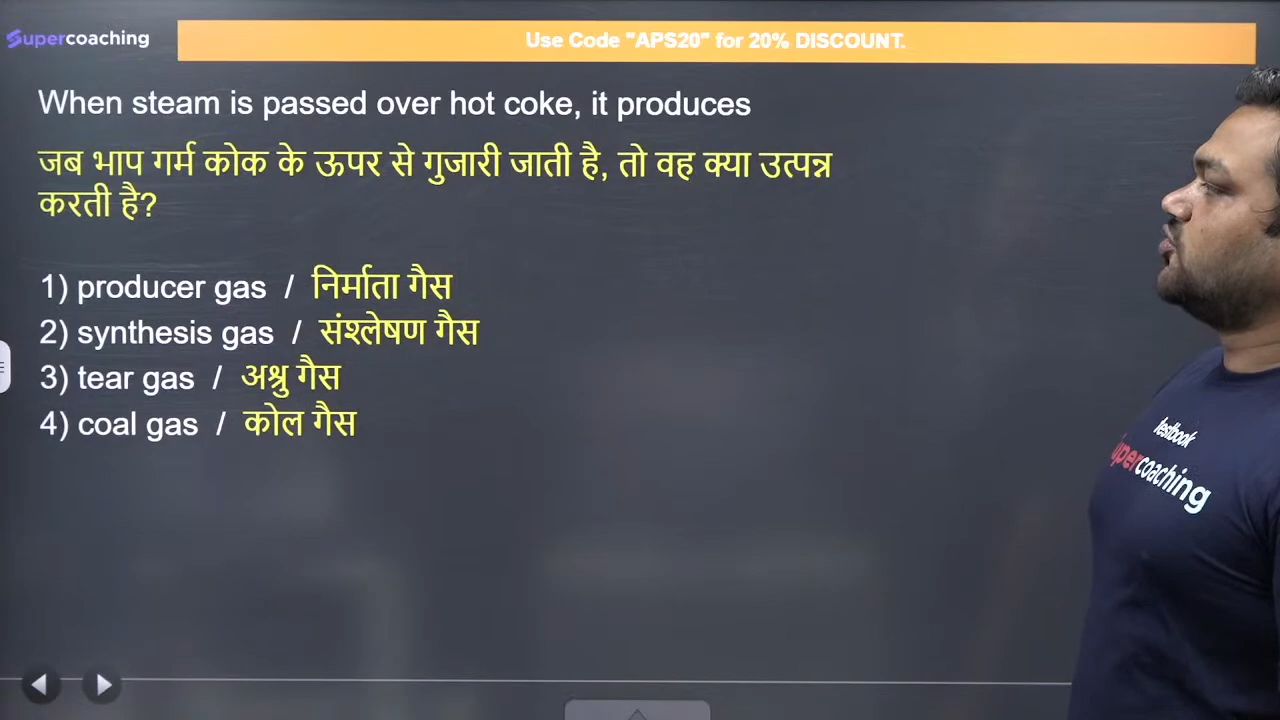 Supercoaching
Use Code "APS20" for 20% DISCOUNT.
When steam is passed over hot coke, it produces
जब भाप गर्म कोक के ऊपर से गुजारी जाती है, तो वह क्या उत्पन्न
करती है?
1) producer gas / निर्माता गैस
2) synthesis gas / संश्लेषण गैस
3) tear gas / अश्रु गैस
4) coal gas / कोल गैस
testbook
upercoaching